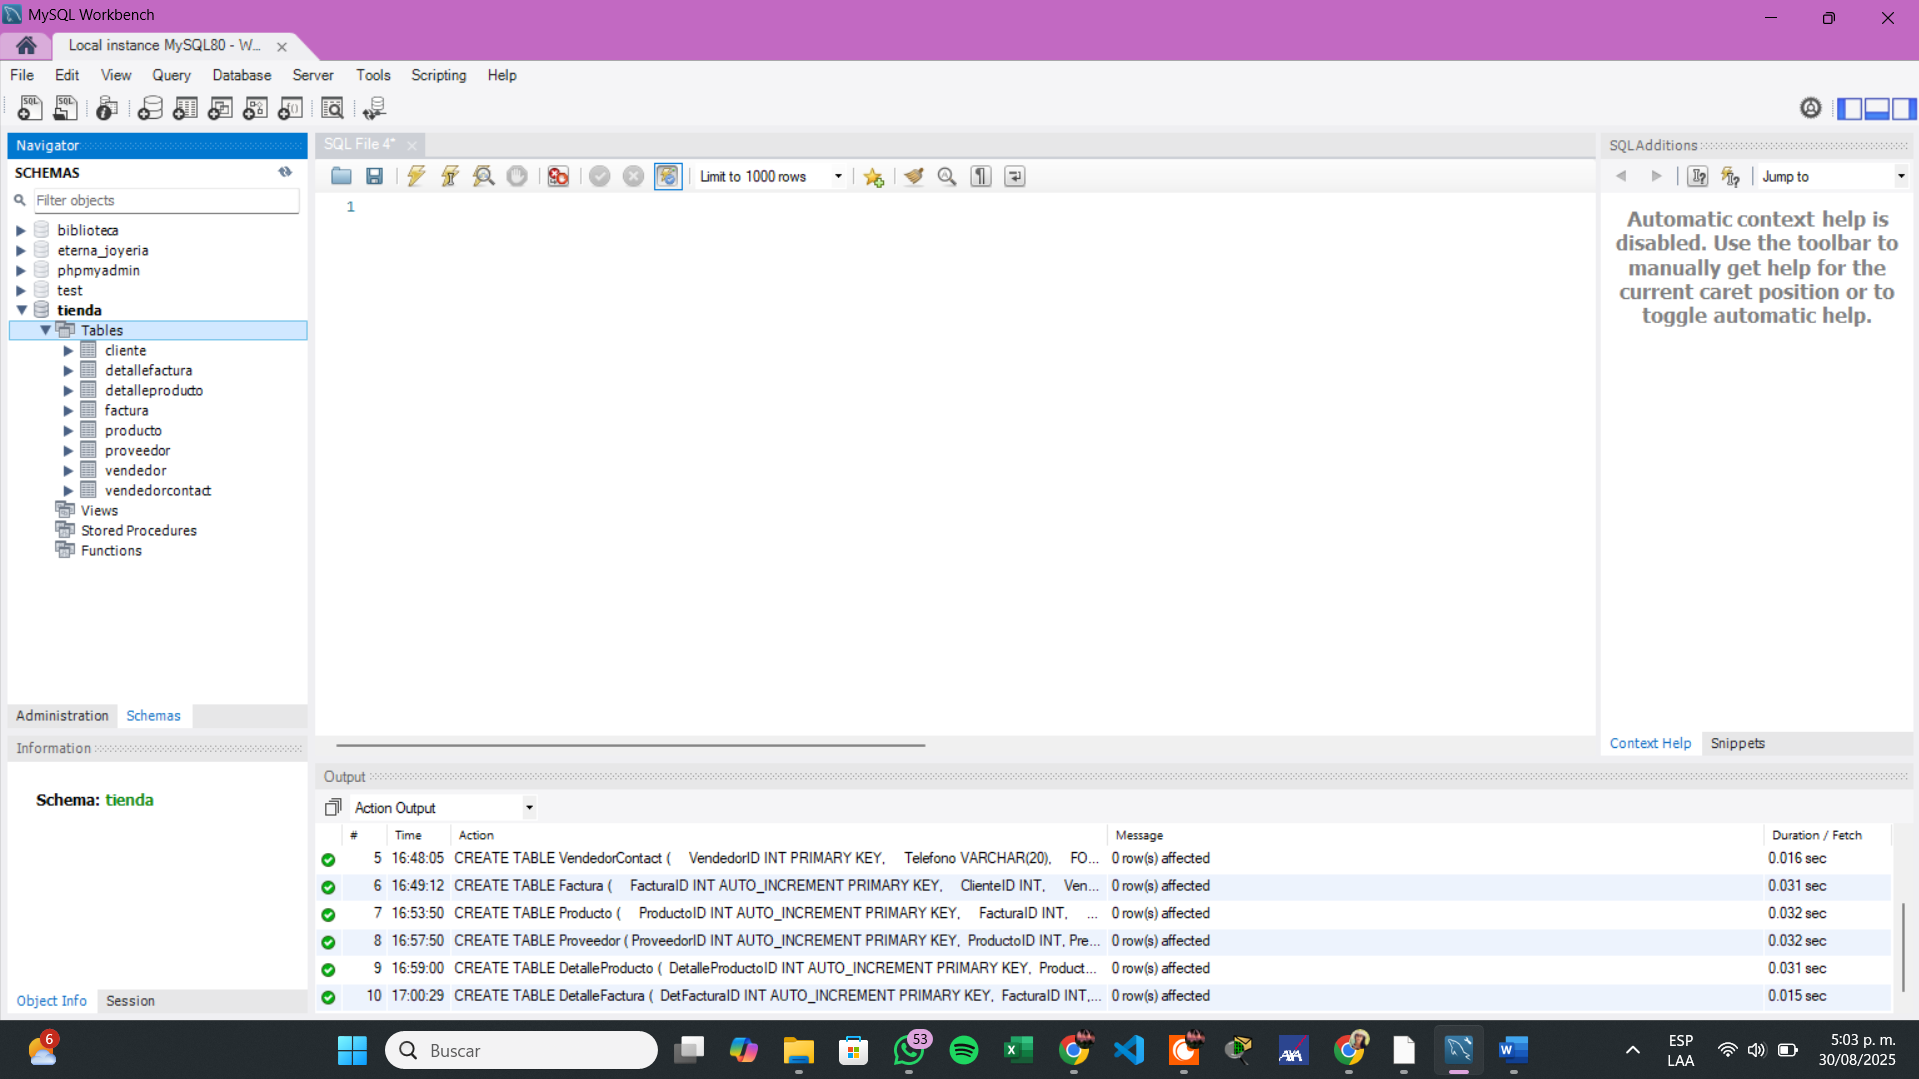 MySQL Workbench
Local instance MySQL80 - W...
File Edit View Query Database Server Tools Scripting Help
Navigator
SCHEMAS
Filter objects
biblioteca
eterna_joyeria
phpmyadmin
test
tienda
Tables
cliente
detallefactura
detalleproducto
factura
producto
proveedor
vendedor
vendedorcontact
Views
Stored Procedures
Functions
Administration Schemas
Information
Schema: tienda
Object Info Session
SQL File 4*
Limit to 1000 rows
1
SQLAdditions
Jump to
Automatic context help is
disabled. Use the toolbar to
manually get help for the
current caret position or to
toggle automatic help.
Context Help Snippets
Output
Action Output
# Time Action Message Duration / Fetch
5 16:48:05 CREATE TABLE VendedorContact ( VendedorID INT PRIMARY KEY, Telefono VARCHAR(20), FO... 0 row(s) affected 0.016 sec
6 16:49:12 CREATE TABLE Factura ( FacturaID INT AUTO_INCREMENT PRIMARY KEY, ClienteID INT, Ven... 0 row(s) affected 0.031 sec
7 16:53:50 CREATE TABLE Producto ( ProductoID INT AUTO_INCREMENT PRIMARY KEY, FacturaID INT, ... 0 row(s) affected 0.032 sec
8 16:57:50 CREATE TABLE Proveedor ( ProveedorID INT AUTO_INCREMENT PRIMARY KEY, ProductoID INT, Pre... 0 row(s) affected 0.032 sec
9 16:59:00 CREATE TABLE DetalleProducto ( DetalleProductoID INT AUTO_INCREMENT PRIMARY KEY, Product... 0 row(s) affected 0.031 sec
10 17:00:29 CREATE TABLE DetalleFactura ( DetFacturaID INT AUTO_INCREMENT PRIMARY KEY, FacturaID INT,... 0 row(s) affected 0.015 sec
6
Buscar
53
AXA
ESP
LAA
5:03 p. m.
30/08/2025